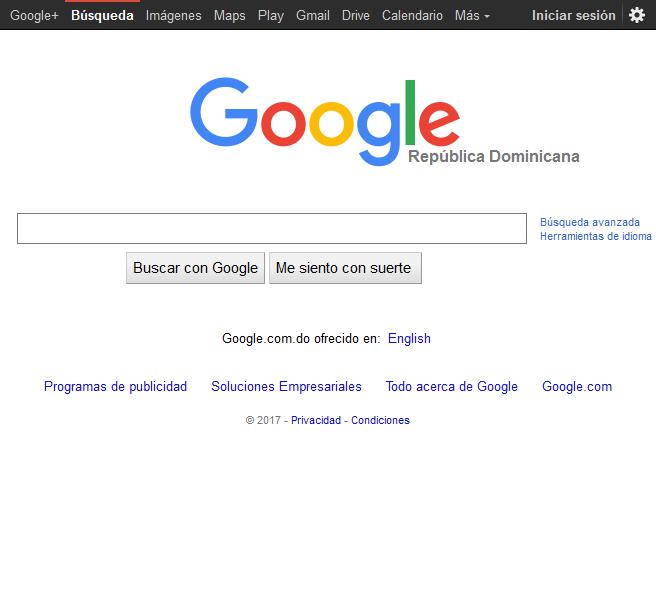 Google+ Búsqueda Imágenes Maps Play Gmail Drive Calendario Más Iniciar sesión
Google
República Dominicana
Búsqueda avanzada
Herramientas de idioma
Buscar con Google Me siento con suerte
Google.com.do ofrecido en: English
Programas de publicidad Soluciones Empresariales Todo acerca de Google Google.com
© 2017 - Privacidad - Condiciones